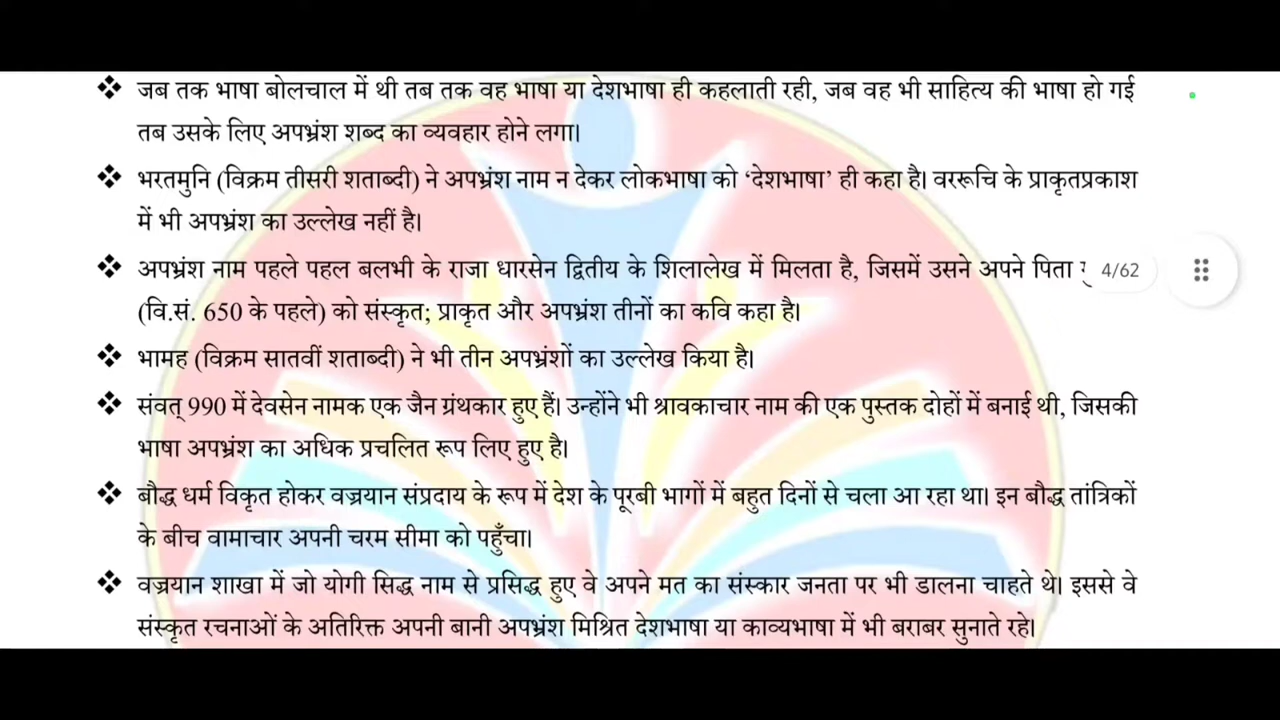 ❖ जब तक भाषा बोलचाल में थी तब तक वह भाषा या देशभाषा ही कहलाती रही, जब वह भी साहित्य की भाषा हो गई
तब उसके लिए अपभ्रंश शब्द का व्यवहार होने लगा।
❖ भरतमुनि (विक्रम तीसरी शताब्दी) ने अपभ्रंश नाम न देकर लोकभाषा को ‘देशभाषा’ ही कहा है। वररूचि के प्राकृतप्रकाश
में भी अपभ्रंश का उल्लेख नहीं है।
❖ अपभ्रंश नाम पहले पहल बलभी के राजा धारसेन द्वितीय के शिलालेख में मिलता है, जिसमें उसने अपने पिता 4/62
(वि.सं. 650 के पहले) को संस्कृत; प्राकृत और अपभ्रंश तीनों का कवि कहा है।
❖ भामह (विक्रम सातवीं शताब्दी) ने भी तीन अपभ्रंशों का उल्लेख किया है।
❖ संवत् 990 में देवसेन नामक एक जैन ग्रंथकार हुए हैं। उन्होंने भी श्रावकाचार नाम की एक पुस्तक दोहों में बनाई थी, जिसकी
भाषा अपभ्रंश का अधिक प्रचलित रूप लिए हुए है।
❖ बौद्ध धर्म विकृत होकर वज्रयान संप्रदाय के रूप में देश के पूरबी भागों में बहुत दिनों से चला आ रहा था। इन बौद्ध तांत्रिकों
के बीच वामाचार अपनी चरम सीमा को पहुँचा।
❖ वज्रयान शाखा में जो योगी सिद्ध नाम से प्रसिद्ध हुए वे अपने मत का संस्कार जनता पर भी डालना चाहते थे। इससे वे
संस्कृत रचनाओं के अतिरिक्त अपनी बानी अपभ्रंश मिश्रित देशभाषा या काव्यभाषा में भी बराबर सुनाते रहे।